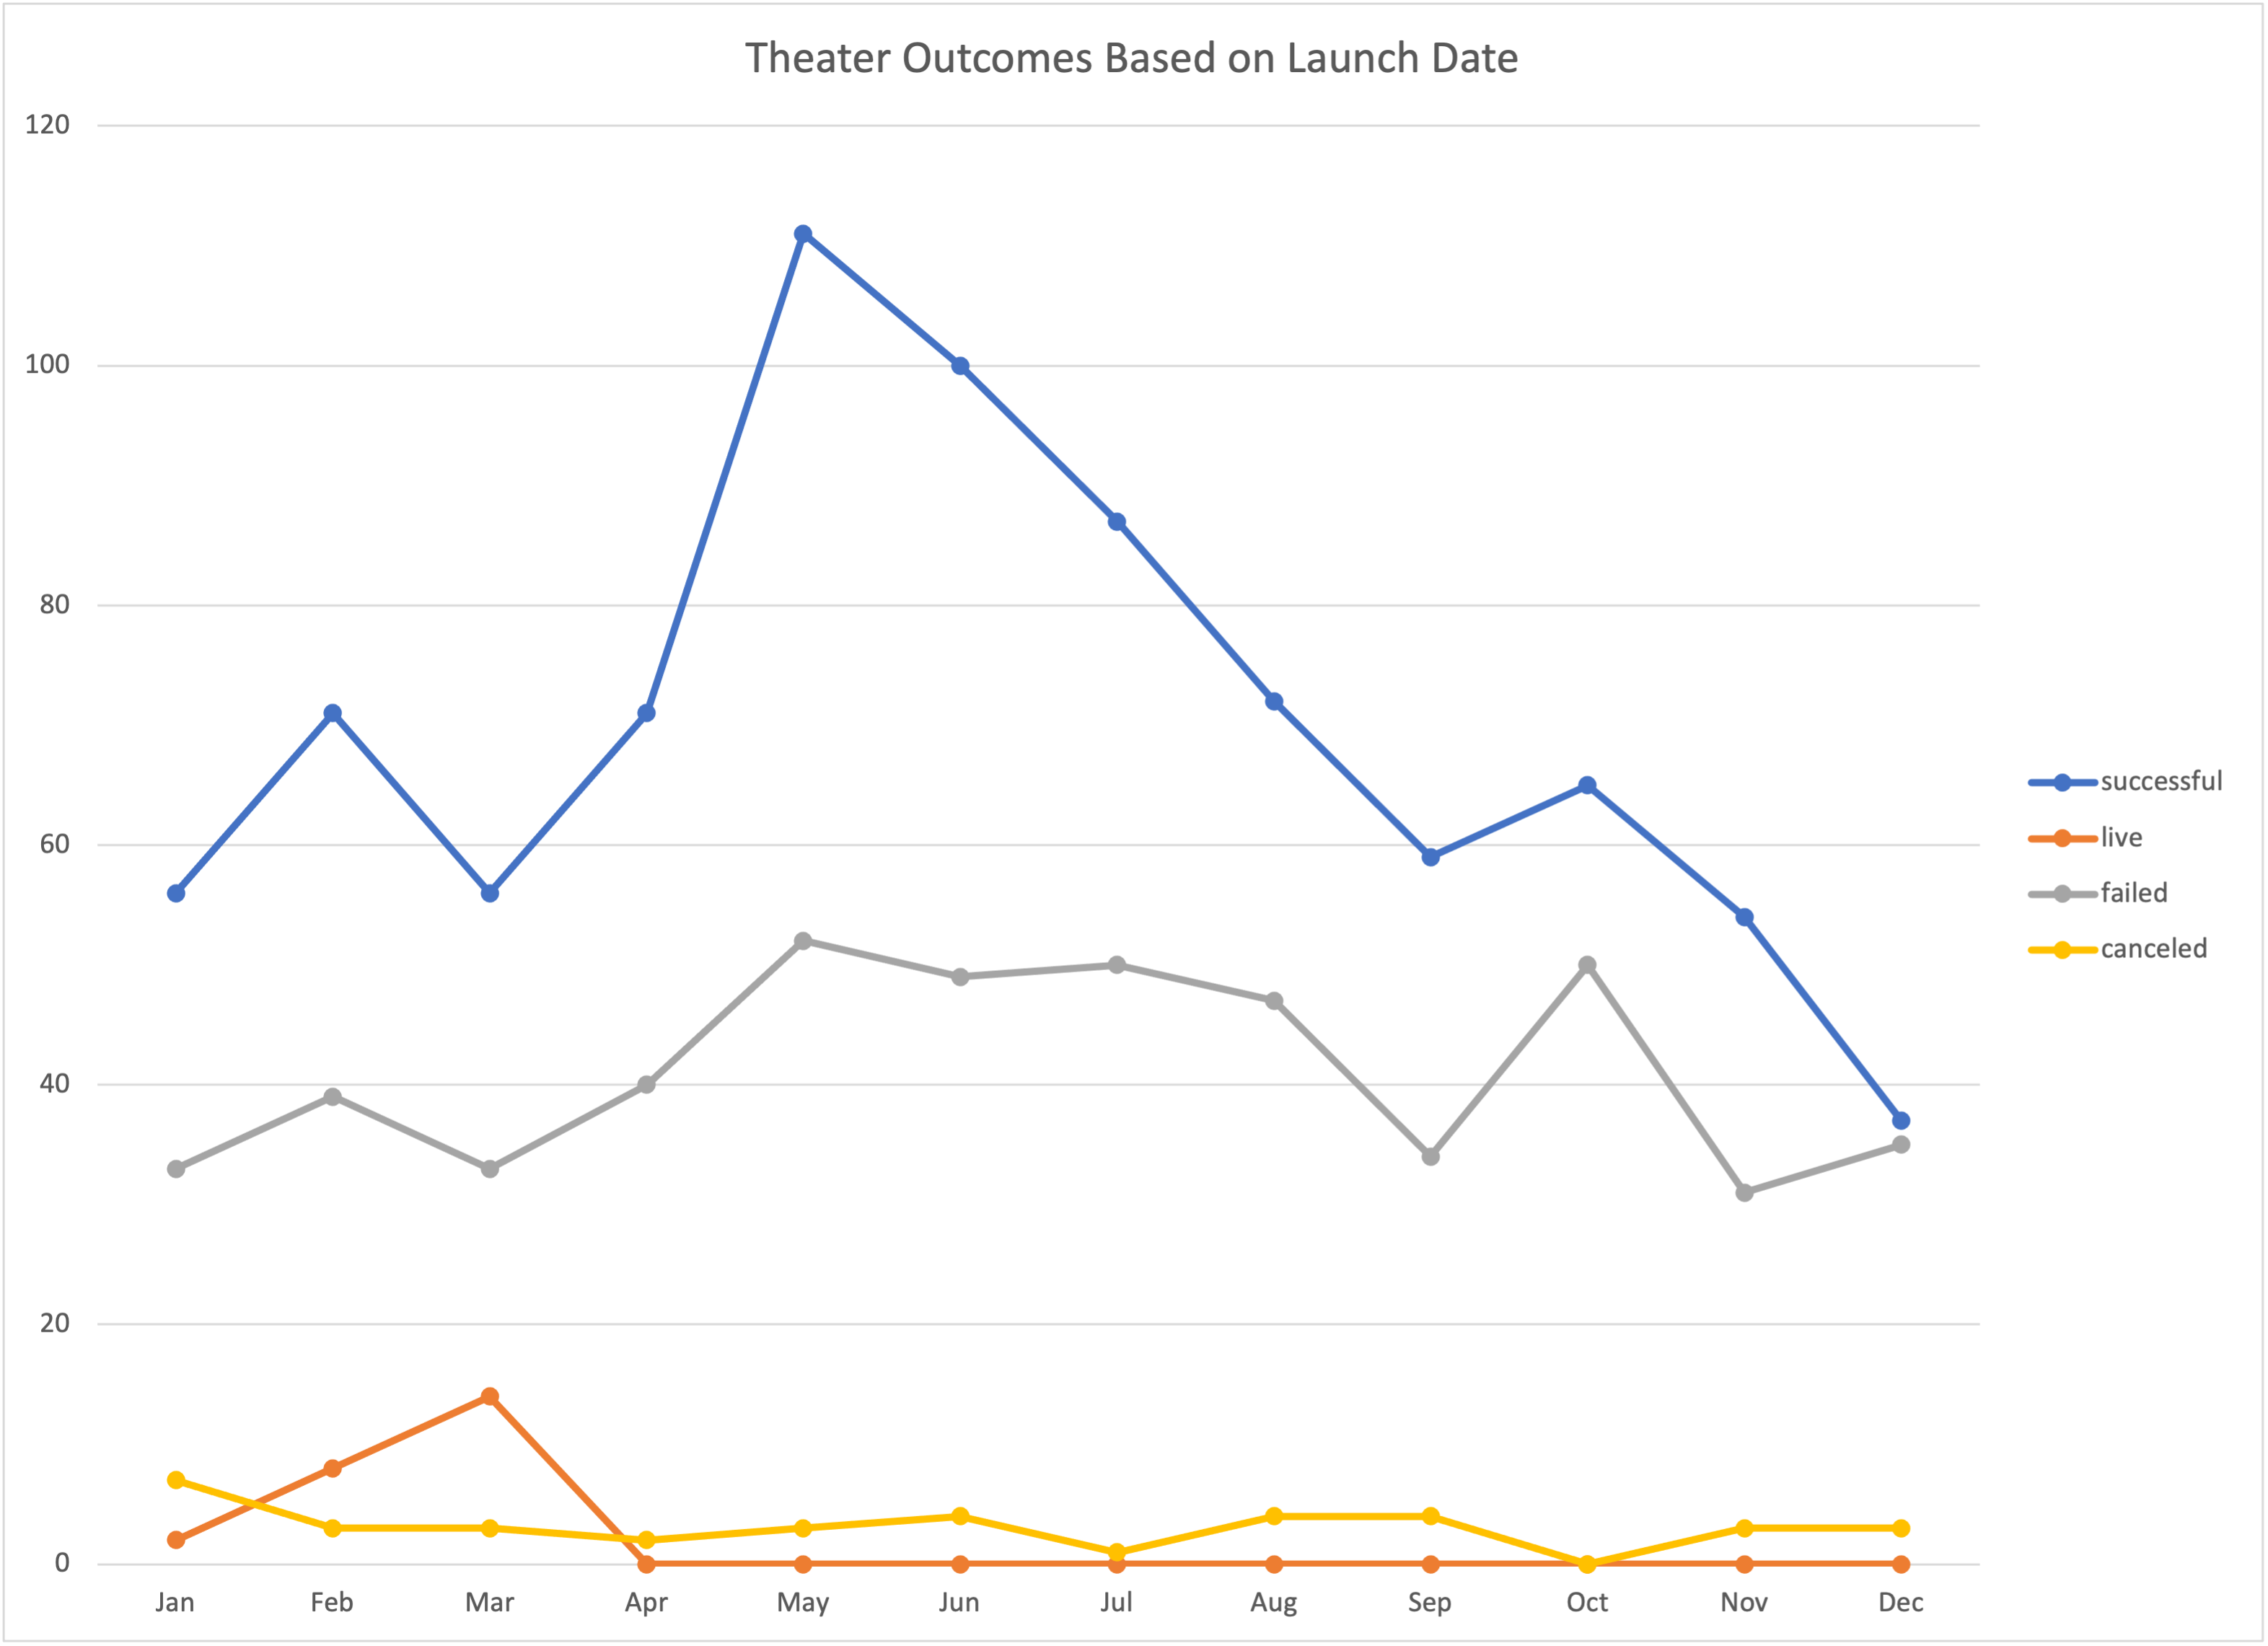 Theater Outcomes Based on Launch Date
120
100
80
60
40
20
0
Jan Feb Mar Apr May Jun Jul Aug Sep Oct Nov Dec
successful
live
failed
canceled